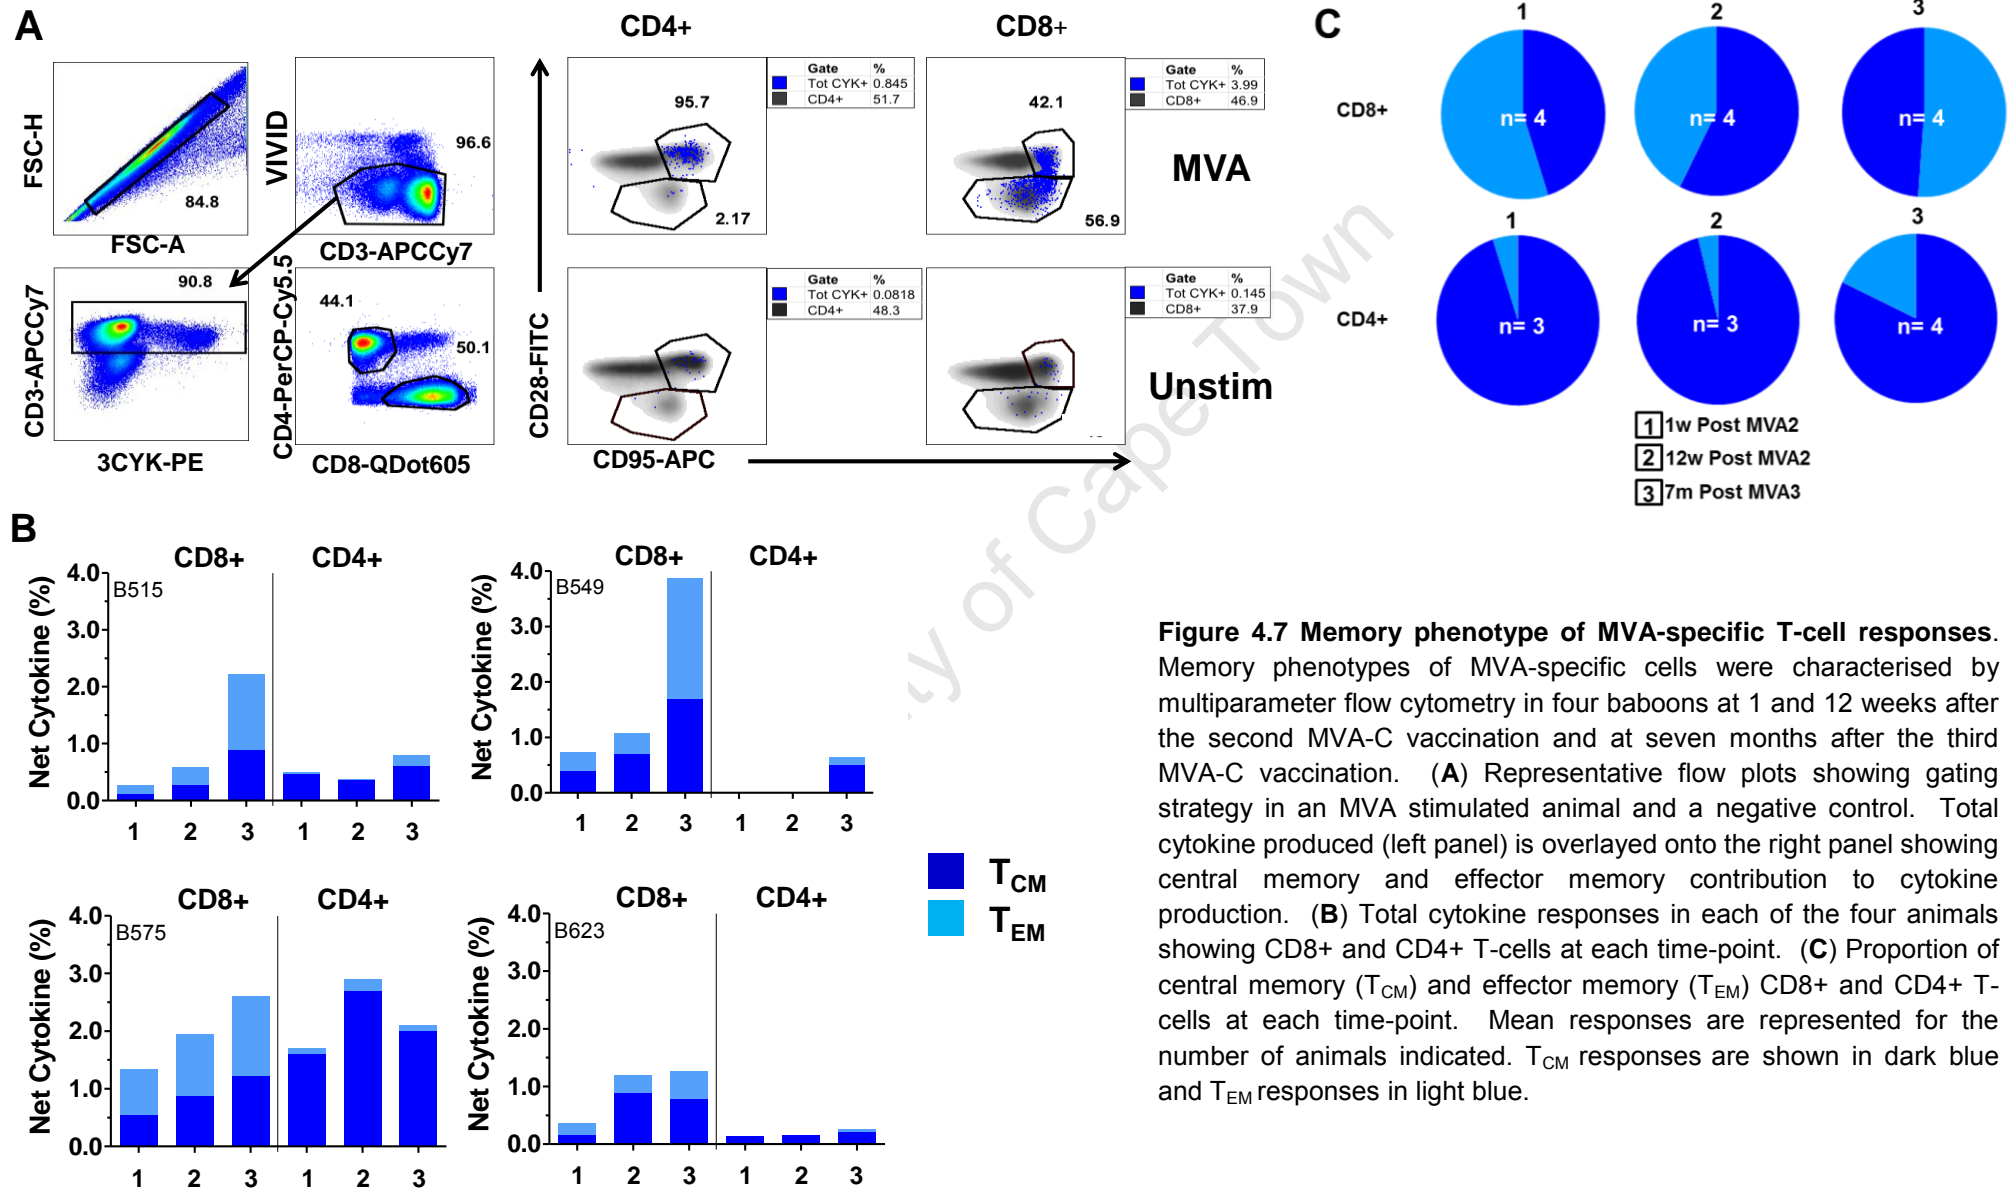 A
CD4+
CD8+
FSC-H
84.8
FSC-A
VIVID
96.6
CD3-APCCy7
95.7
2.17
Gate %
Tot CYK+ 0.845
CD4+ 51.7
42.1
56.9
Gate %
Tot CYK+ 3.99
CD8+ 46.9
MVA
CD3-APCCy7
90.8
3CYK-PE
CD4-PerCP-Cy5.5
44.1
50.1
CD8-QDot605
CD28-FITC
Gate %
Tot CYK+ 0.0818
CD4+ 48.3
Gate %
Tot CYK+ 0.145
CD8+ 37.9
Unstim
CD95-APC
C
1 2 3
CD8+
n= 4 n= 4 n= 4
1 2 3
CD4+
n= 3 n= 3 n= 4
1 1w Post MVA2
2 12w Post MVA2
3 7m Post MVA3
of Cape Town
B
CD8+ CD4+
B515
Net Cytokine (%)
4.0
3.0
2.0
1.0
0.0
1 2 3 1 2 3
CD8+ CD4+
B549
Net Cytokine (%)
4.0
3.0
2.0
1.0
0.0
1 2 3 1 2 3
CD8+ CD4+
B575
Net Cytokine (%)
4.0
3.0
2.0
1.0
0.0
1 2 3 1 2 3
CD8+ CD4+
B623
Net Cytokine (%)
4.0
3.0
2.0
1.0
0.0
1 2 3 1 2 3
TCM
TEM
Figure 4.7 Memory phenotype of MVA-specific T-cell responses.
Memory phenotypes of MVA-specific cells were characterised by
multiparameter flow cytometry in four baboons at 1 and 12 weeks after
the second MVA-C vaccination and at seven months after the third
MVA-C vaccination. (A) Representative flow plots showing gating
strategy in an MVA stimulated animal and a negative control. Total
cytokine produced (left panel) is overlayed onto the right panel showing
central memory and effector memory contribution to cytokine
production. (B) Total cytokine responses in each of the four animals
showing CD8+ and CD4+ T-cells at each time-point. (C) Proportion of
central memory (TCM) and effector memory (TEM) CD8+ and CD4+ T-
cells at each time-point. Mean responses are represented for the
number of animals indicated. TCM responses are shown in dark blue
and TEM responses in light blue.